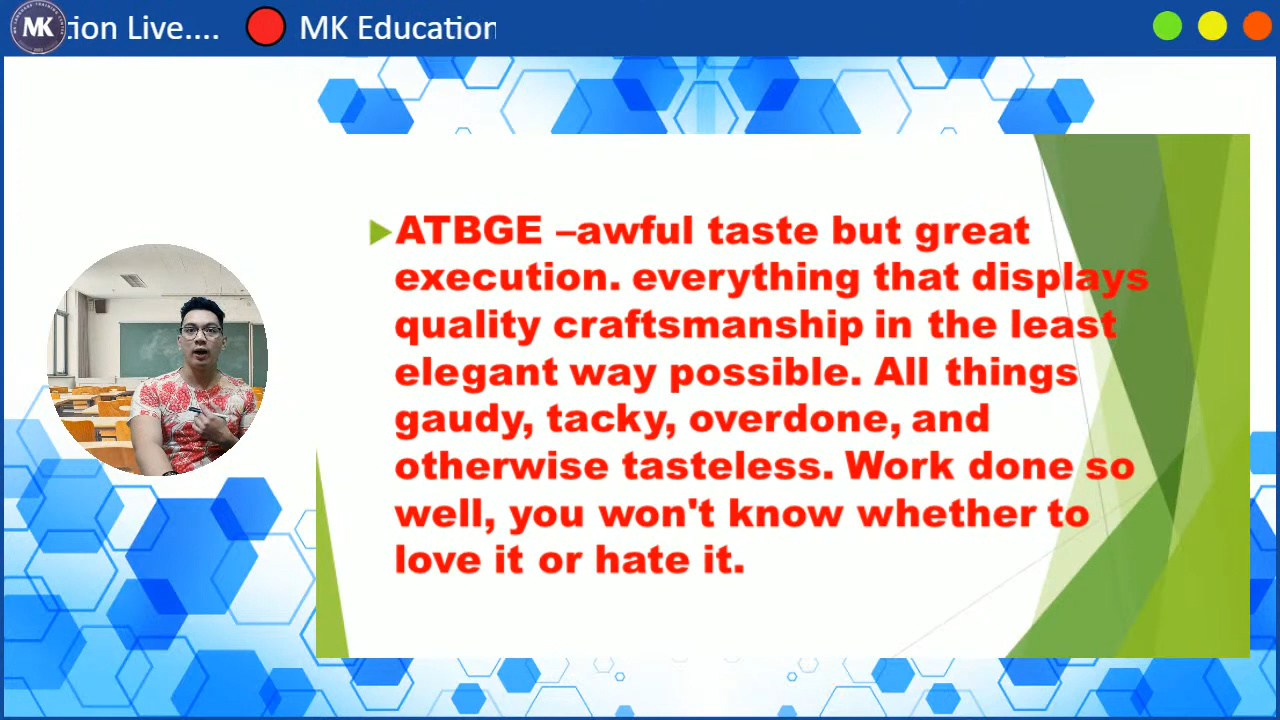 MK
tion Live.... MK Education
ATBGE –awful taste but great
execution. everything that displays
quality craftsmanship in the least
elegant way possible. All things
gaudy, tacky, overdone, and
otherwise tasteless. Work done so
well, you won't know whether to
love it or hate it.